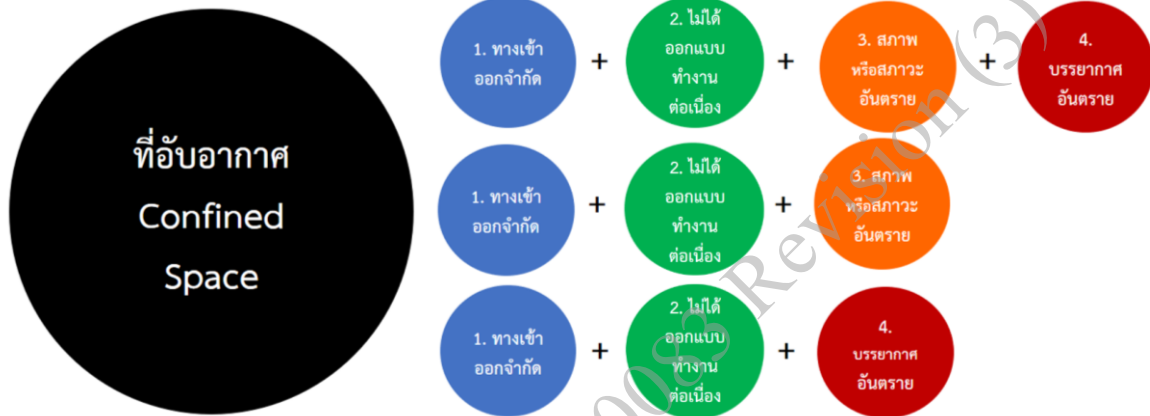 ที่อับอากาศ
Confined
Space
1. ทางเข้า
ออกจำกัด
+
2. ไม่ได้
ออกแบบ
ทำงาน
ต่อเนื่อง
+
3. สภาพ
หรือสภาวะ
อันตราย
+
4.
บรรยากาศ
อันตราย
1. ทางเข้า
ออกจำกัด
+
2. ไม่ได้
ออกแบบ
ทำงาน
ต่อเนื่อง
+
3. สภาพ
หรือสภาวะ
อันตราย
1. ทางเข้า
ออกจำกัด
+
2. ไม่ได้
ออกแบบ
ทำงาน
ต่อเนื่อง
+
4.
บรรยากาศ
อันตราย
0083 Revision (3)